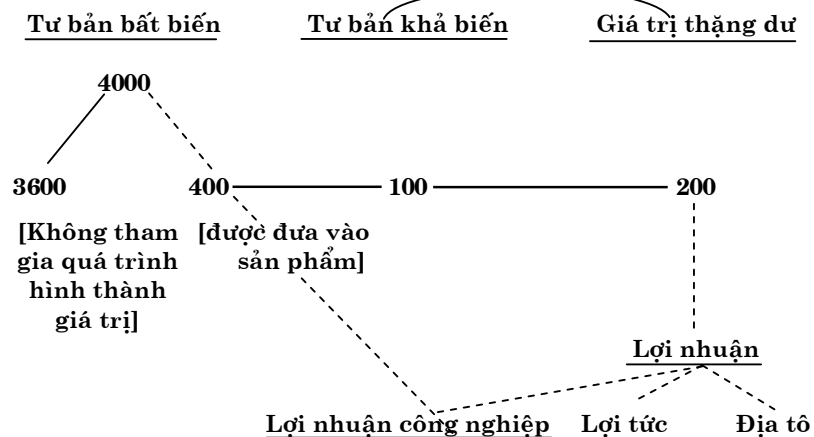 Tư bản bất biến Tư bản khả biến Giá trị thặng dư
4000
3600 400 100 200
[Không tham [được đưa vào
gia quá trình sản phẩm]
hình thành
giá trị]
Lợi nhuận
Lợi nhuận công nghiệp Lợi tức Địa tô